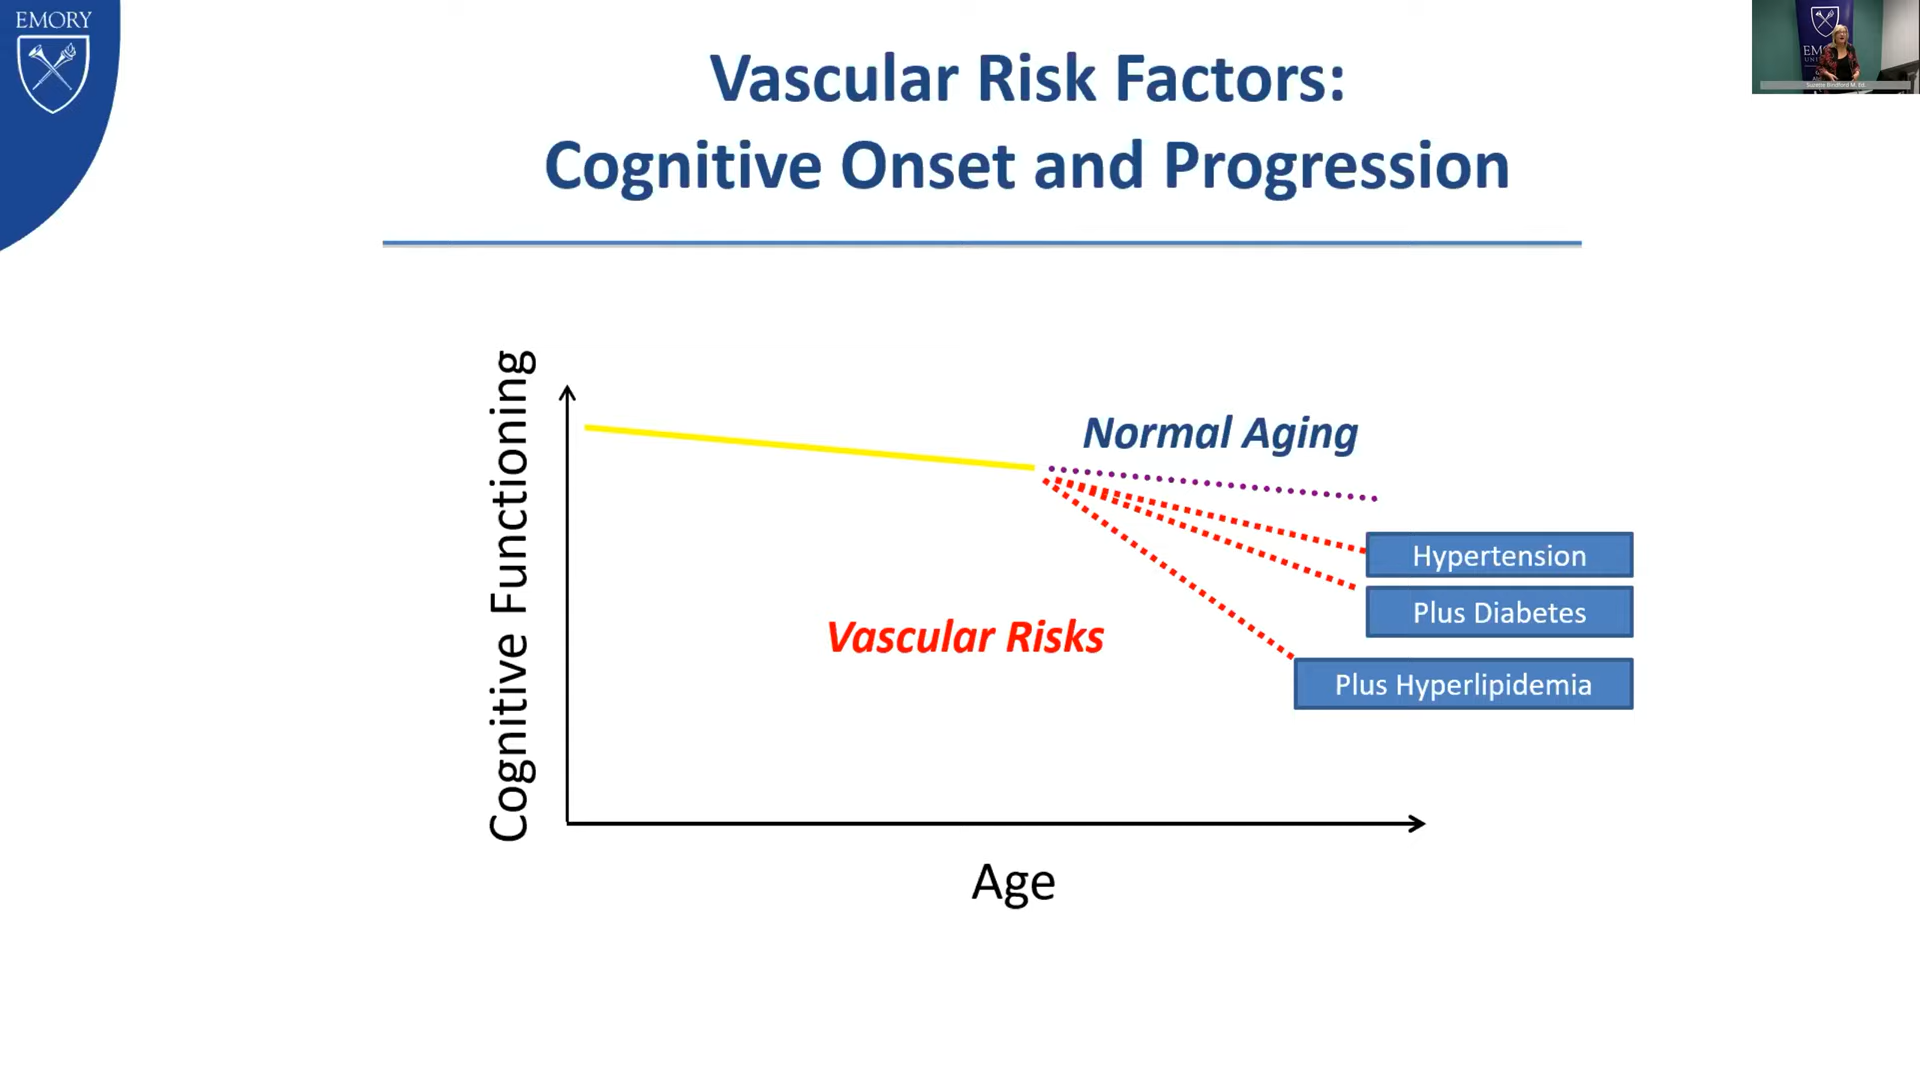 EMORY
Vascular Risk Factors:
Cognitive Onset and Progression
Cognitive Functioning
Normal Aging
Hypertension
Plus Diabetes
Vascular Risks
Plus Hyperlipidemia
Age